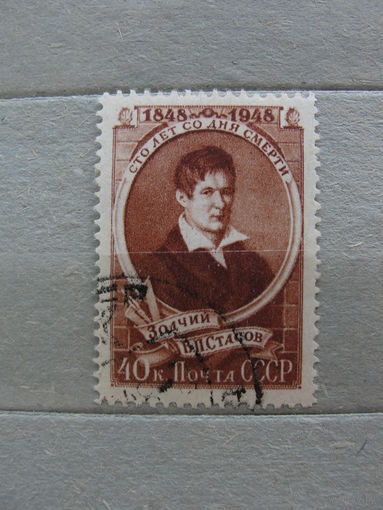 1848 1948
СТО ЛЕТ СО ДНЯ СМЕРТИ
ЗОДЧИЙ
В.П.СТАСОВ
40 К. ПОЧТА СССР